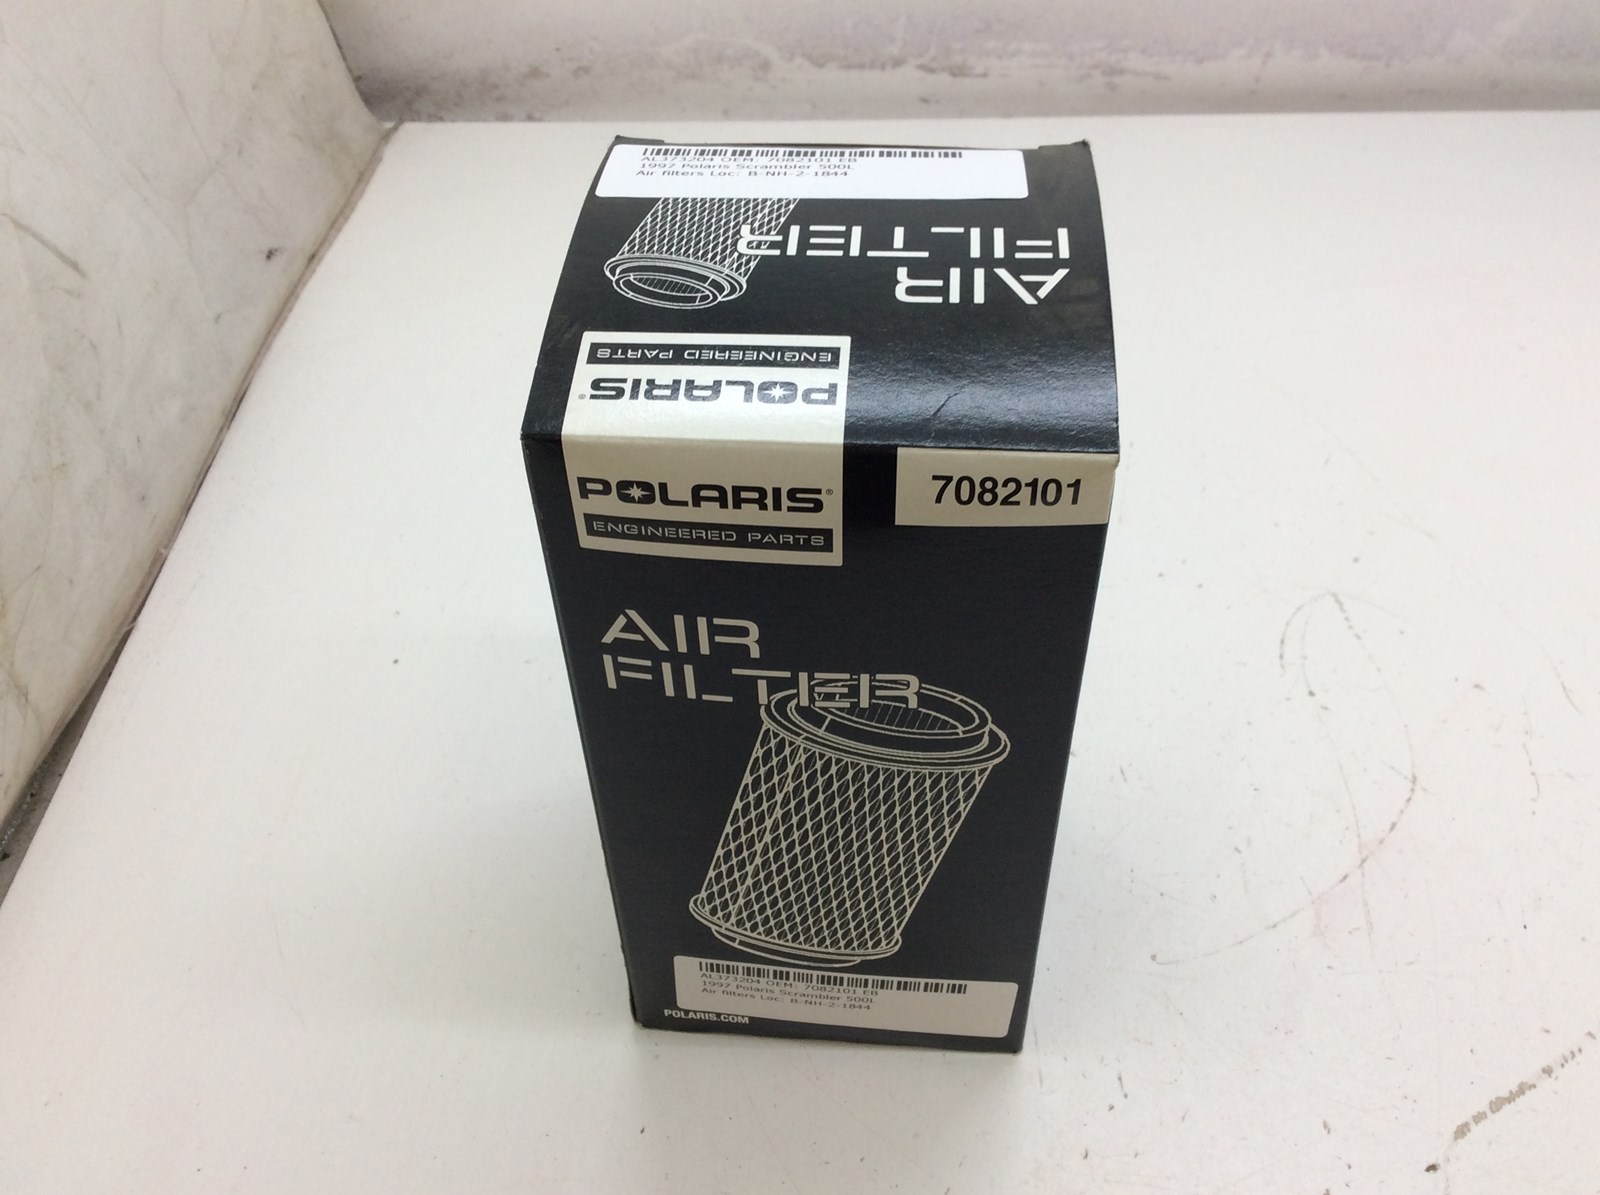 AL373204 OEM: 7082101 EB
1997 Polaris Scrambler 500L
Air filters Loc: B-NH-2-1844
AIR
FILTER
POLARIS®
ENGINEERED PARTS
POLARIS®
ENGINEERED PARTS
7082101
AIR
FILTER
AL373204 OEM: 7082101 EB
1997 Polaris Scrambler 500L
Air filters Loc: B-NH-2-1844
POLARIS.COM